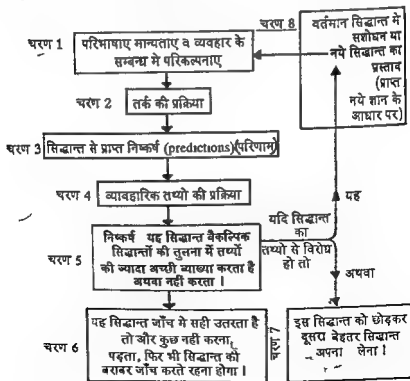 चरण 1
परिभाषाए मान्यताए व व्यवहार के
सम्बन्ध मे परिकल्पनाए
चरण 8
वर्तमान सिद्धान्त मे
सशोधन या
नये सिद्धान्त का
प्रस्ताव
(प्राप्त
नये ज्ञान के
आधार पर)
चरण 2
तर्क की प्रक्रिया
चरण 3
सिद्धान्त से प्राप्त निष्कर्ष (predictions)(परिणाम)
चरण 4
व्यावहारिक तथ्यो की प्रक्रिया
यह
यदि सिद्धान्त
का
तथ्यो से विरोध
हो तो
अथवा
चरण 5
निष्कर्ष यह सिद्धान्त वैकल्पिक
सिद्धान्तों की तुलना में तथ्यों
की ज्यादा अच्छी व्याख्या करता है
अथवा नहीं करता ।
चरण 6
यह सिद्धान्त जाँच मे सही उतरता है
तो और कुछ नही करना
पड़ता, फिर भी सिद्धान्त की
बराबर जाँच करते रहना होगा ।
चरण 7
इस सिद्धान्त को छोड़कर
दूसरा बेहतर सिद्धान्त
अपना लेना ।